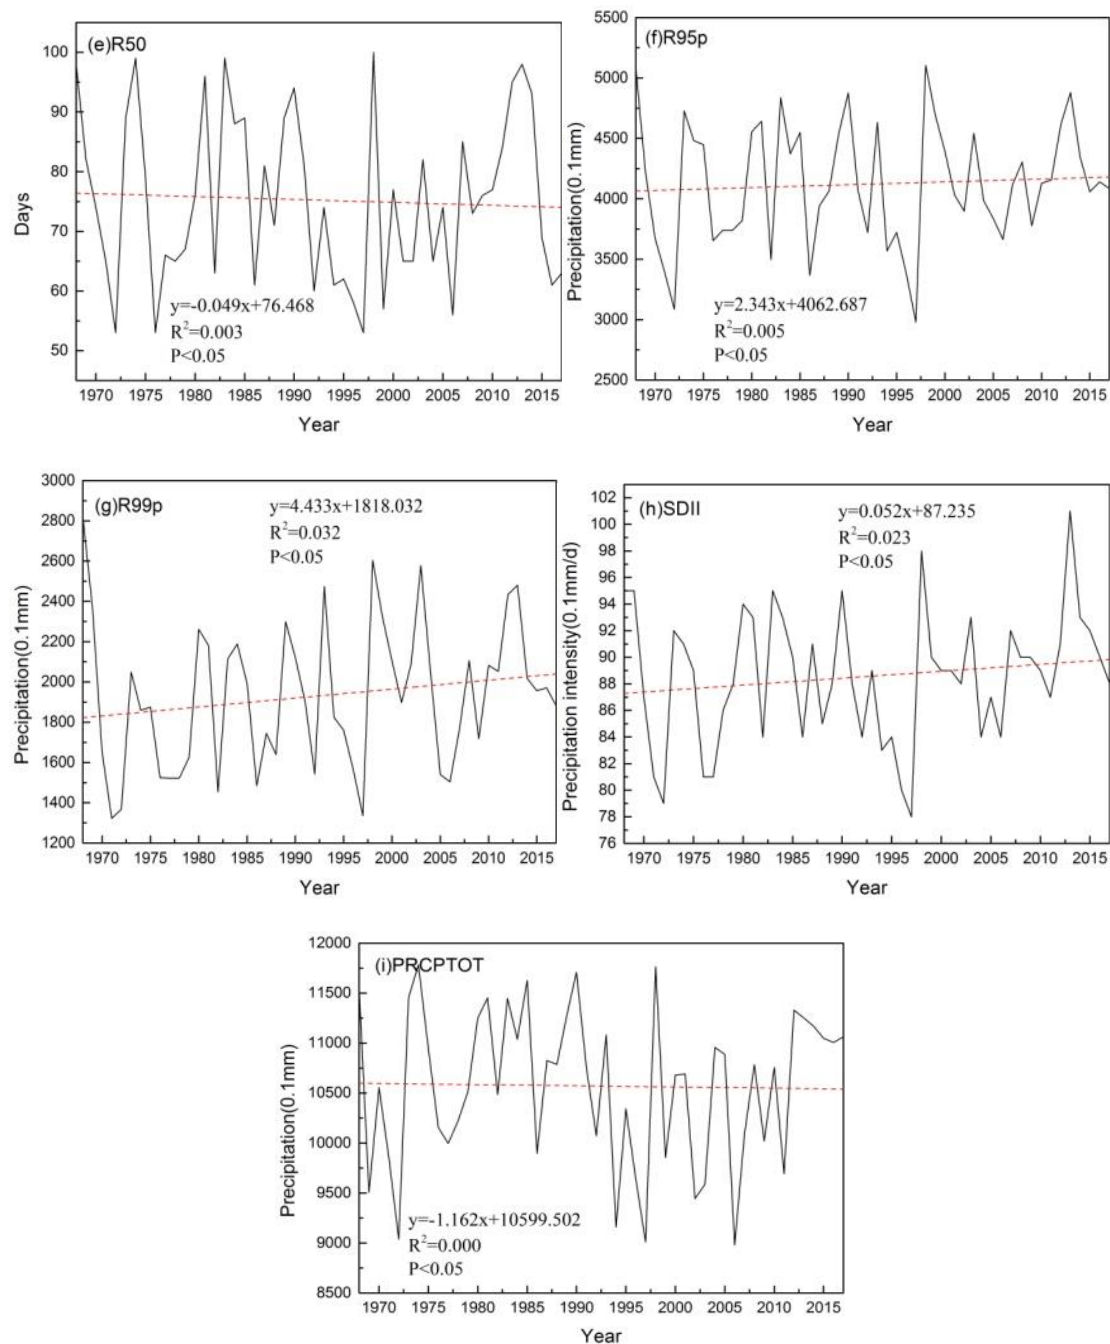 (e)R50
100
90
80
70
60
50
Days
y=-0.049x+76.468
R²=0.003
P<0.05
1970 1975 1980 1985 1990 1995 2000 2005 2010 2015
Year
(f)R95p
5500
5000
4500
4000
3500
3000
2500
Precipitation(0.1mm)
y=2.343x+4062.687
R²=0.005
P<0.05
1970 1975 1980 1985 1990 1995 2000 2005 2010 2015
Year
(g)R99p
3000
2800
2600
2400
2200
2000
1800
1600
1400
1200
Precipitation(0.1mm)
y=4.433x+1818.032
R²=0.032
P<0.05
1970 1975 1980 1985 1990 1995 2000 2005 2010 2015
Year
(h)SDII
102
100
98
96
94
92
90
88
86
84
82
80
78
76
Precipitation intensity(0.1mm/d)
y=0.052x+87.235
R²=0.023
P<0.05
1970 1975 1980 1985 1990 1995 2000 2005 2010 2015
Year
(i)PRCPTOT
12000
11500
11000
10500
10000
9500
9000
8500
Precipitation(0.1mm)
y=-1.162x+10599.502
R²=0.000
P<0.05
1970 1975 1980 1985 1990 1995 2000 2005 2010 2015
Year